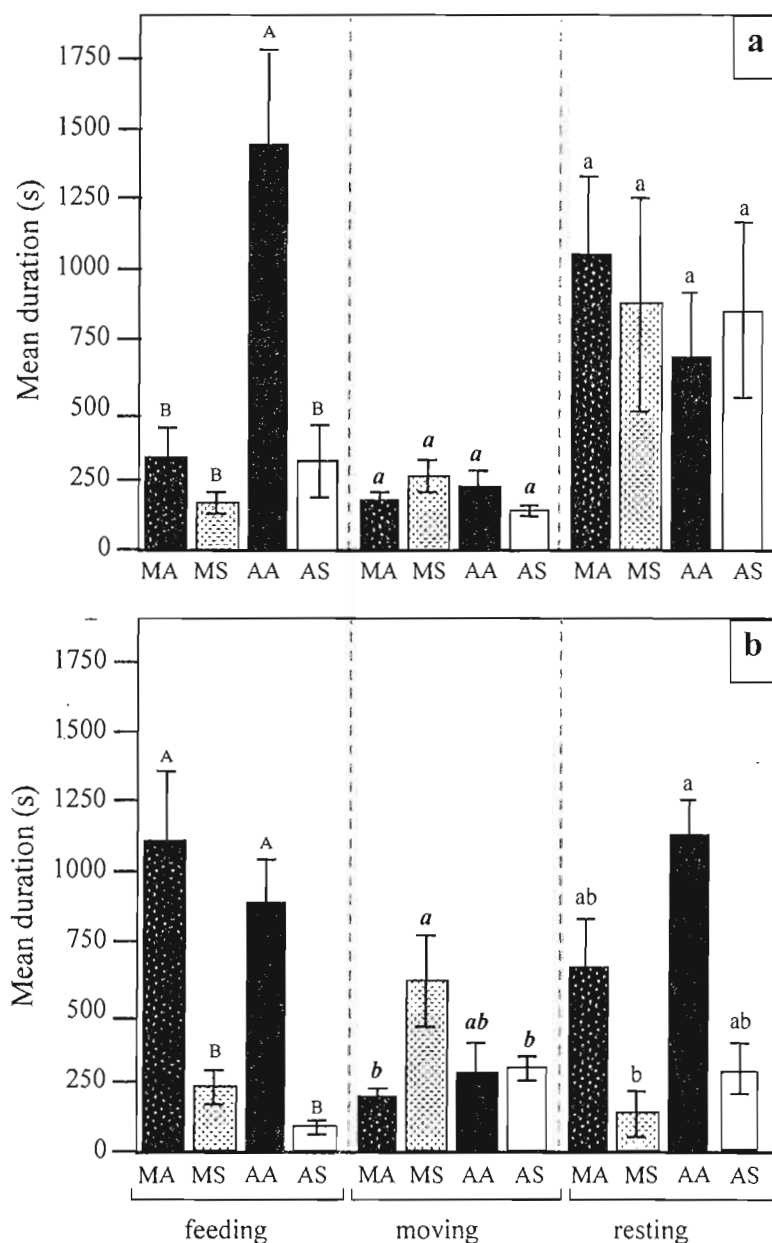 a
Mean duration (s)
1750
1500
1250
1000
750
500
250
0
A
B
B
B
a
a
a
a
a
a
a
a
MA MS AA AS MA MS AA AS MA MS AA AS
b
Mean duration (s)
1750
1500
1250
1000
750
500
250
0
A
A
B
B
a
ab
b
b
a
ab
ab
b
MA MS AA AS MA MS AA AS MA MS AA AS
feeding moving resting